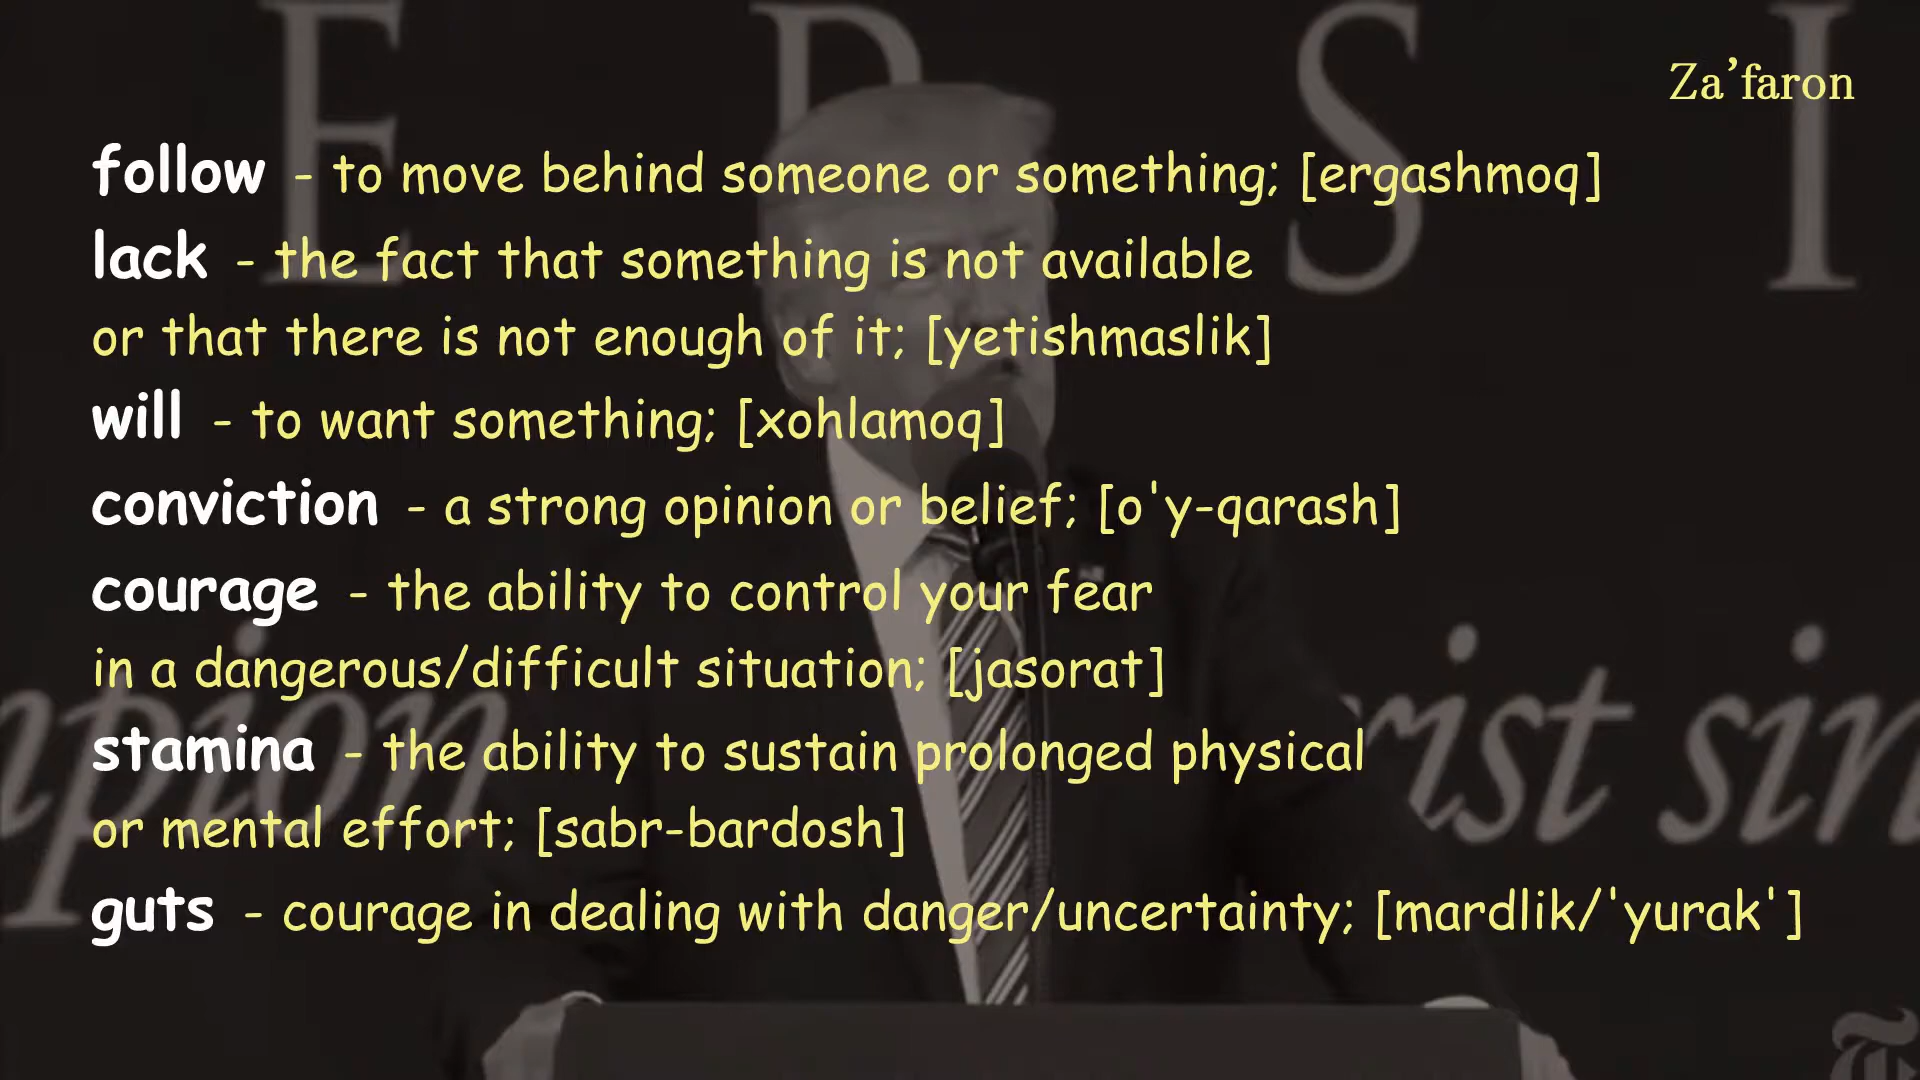 E R S I
Za’faron
follow - to move behind someone or something; [ergashmoq]
lack - the fact that something is not available
or that there is not enough of it; [yetishmaslik]
will - to want something; [xohlamoq]
conviction - a strong opinion or belief; [o'y-qarash]
courage - the ability to control your fear
in a dangerous/difficult situation; [jasorat]
stamina - the ability to sustain prolonged physical
or mental effort; [sabr-bardosh]
guts - courage in dealing with danger/uncertainty; [mardlik/'yurak']
mpion rist sin